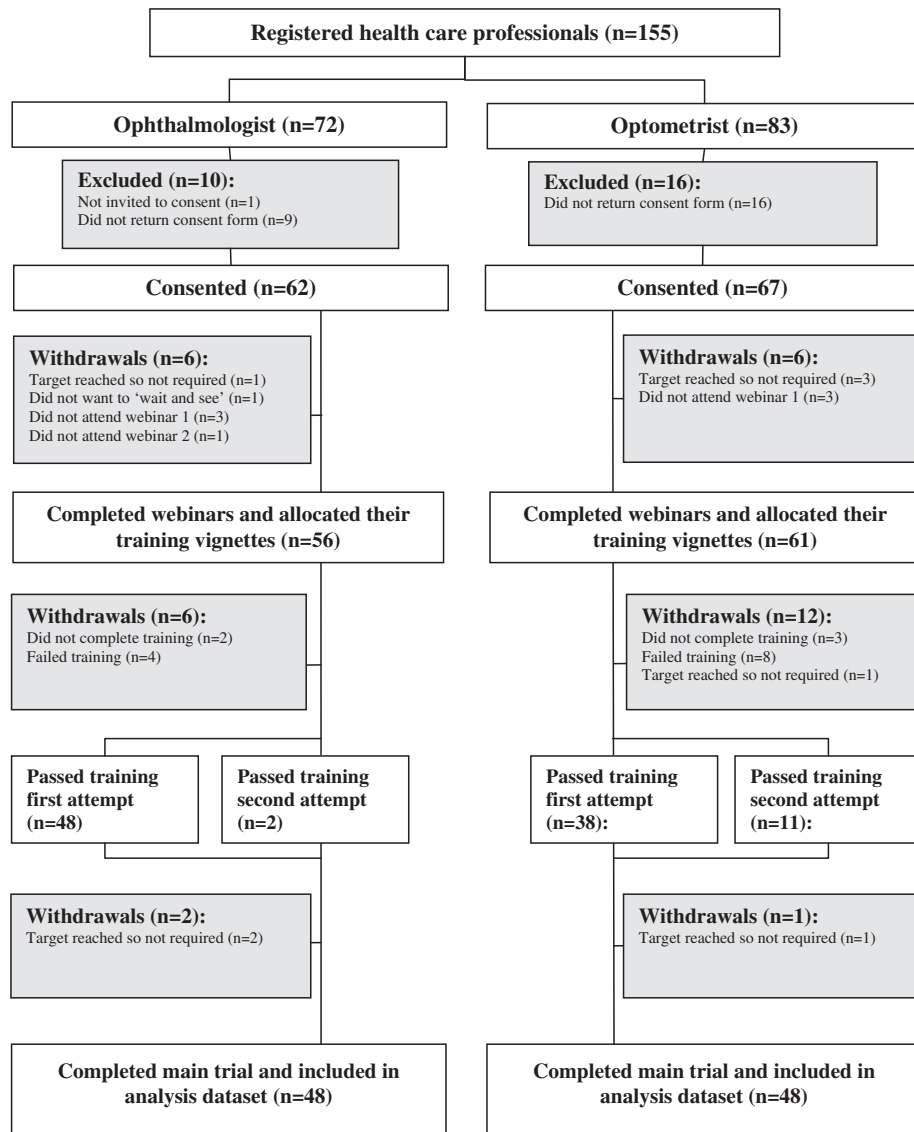 Registered health care professionals (n=155)
Ophthalmologist (n=72)
Optometrist (n=83)
Excluded (n=10):
Not invited to consent (n=1)
Did not return consent form (n=9)
Excluded (n=16):
Did not return consent form (n=16)
Consented (n=62)
Consented (n=67)
Withdrawals (n=6):
Target reached so not required (n=1)
Did not want to ‘wait and see’ (n=1)
Did not attend webinar 1 (n=3)
Did not attend webinar 2 (n=1)
Withdrawals (n=6):
Target reached so not required (n=3)
Did not attend webinar 1 (n=3)
Completed webinars and allocated their
training vignettes (n=56)
Completed webinars and allocated their
training vignettes (n=61)
Withdrawals (n=6):
Did not complete training (n=2)
Failed training (n=4)
Withdrawals (n=12):
Did not complete training (n=3)
Failed training (n=8)
Target reached so not required (n=1)
Passed training
first attempt
(n=48)
Passed training
second attempt
(n=2)
Passed training
first attempt
(n=38):
Passed training
second attempt
(n=11):
Withdrawals (n=2):
Target reached so not required (n=2)
Withdrawals (n=1):
Target reached so not required (n=1)
Completed main trial and included in
analysis dataset (n=48)
Completed main trial and included in
analysis dataset (n=48)